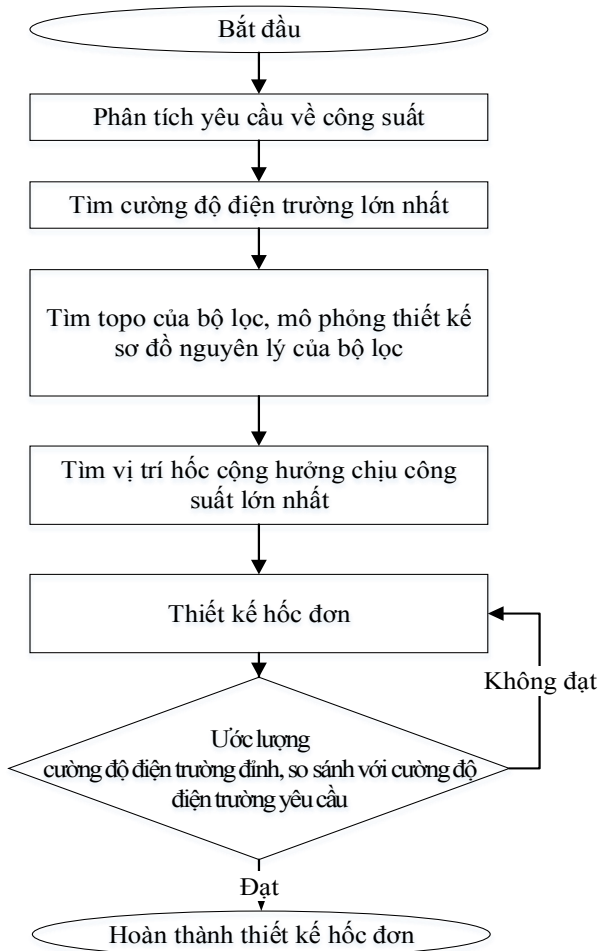 Bắt đầu
Phân tích yêu cầu về công suất
Tìm cường độ điện trường lớn nhất
Tìm topo của bộ lọc, mô phỏng thiết kế
sơ đồ nguyên lý của bộ lọc
Tìm vị trí hốc cộng hưởng chịu công
suất lớn nhất
Thiết kế hốc đơn
Không đạt
Ước lượng
cường độ điện trường đỉnh, so sánh với cường độ
điện trường yêu cầu
Đạt
Hoàn thành thiết kế hốc đơn